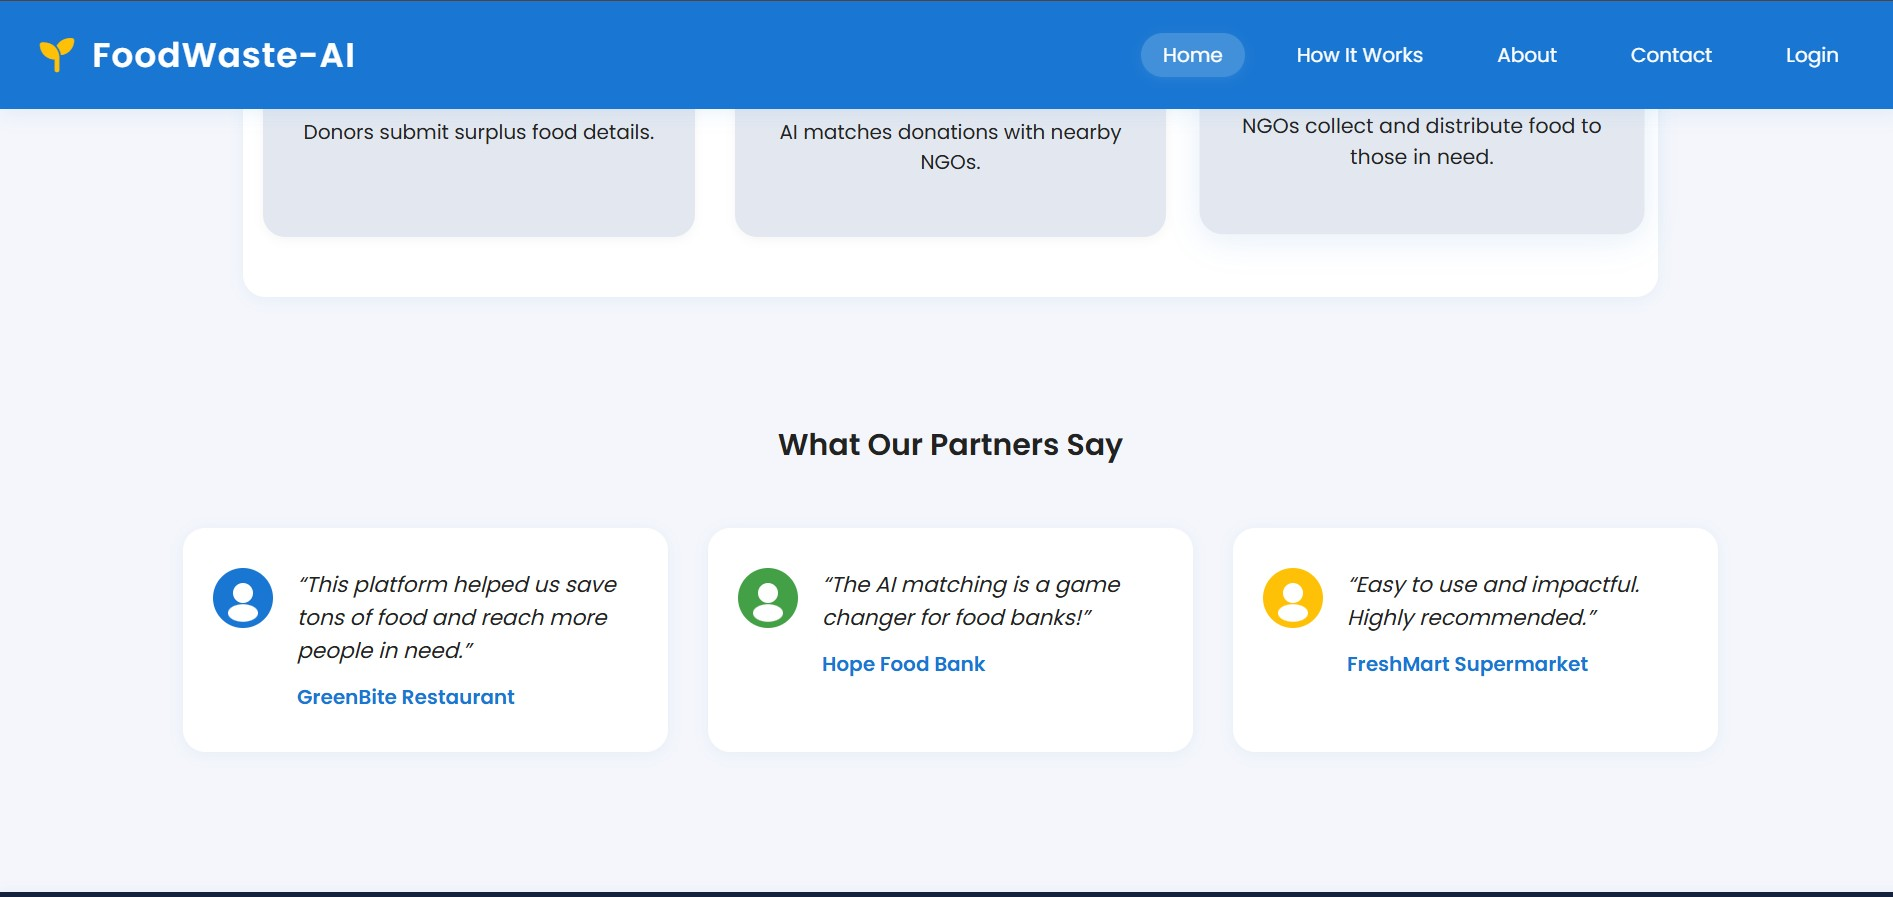 FoodWaste-AI
Home
How It Works
About
Contact
Login
Donors submit surplus food details.
AI matches donations with nearby
NGOs.
NGOs collect and distribute food to
those in need.
What Our Partners Say
“This platform helped us save
tons of food and reach more
people in need.”
GreenBite Restaurant
“The AI matching is a game
changer for food banks!”
Hope Food Bank
“Easy to use and impactful.
Highly recommended.”
FreshMart Supermarket